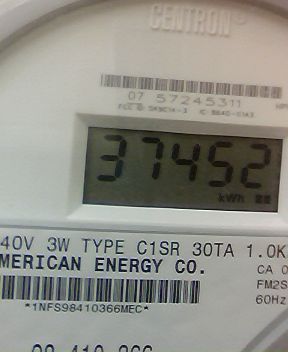 CENTRON®
07 57245311
37452
kWh
40V 3W TYPE C1SR 30TA 1.0K
MERICAN ENERGY CO.
CA 0
FM2S
60Hz
*1NFS98410366MEC*